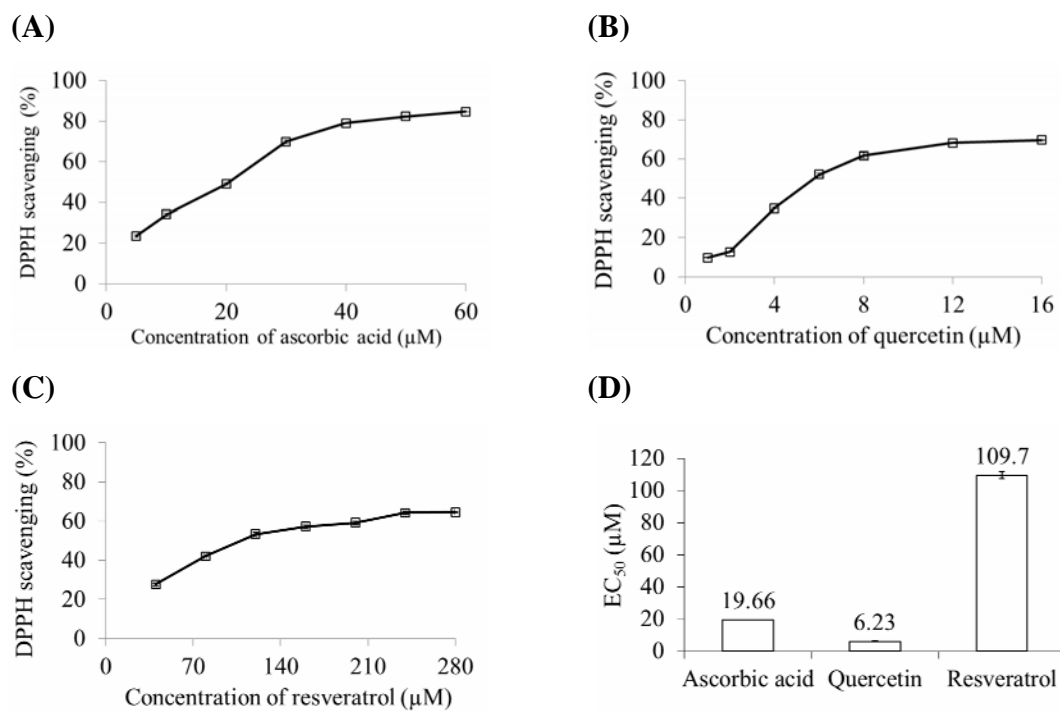 (A)
DPPH scavenging (%)
100
80
60
40
20
0
0 20 40 60
Concentration of ascorbic acid (µM)
(B)
DPPH scavenging (%)
100
80
60
40
20
0
0 4 8 12 16
Concentration of quercetin (µM)
(C)
DPPH scavenging (%)
100
80
60
40
20
0
0 70 140 210 280
Concentration of resveratrol (µM)
(D)
EC50 (µM)
120
100
80
60
40
20
0
19.66
6.23
109.7
Ascorbic acid Quercetin Resvaratrol